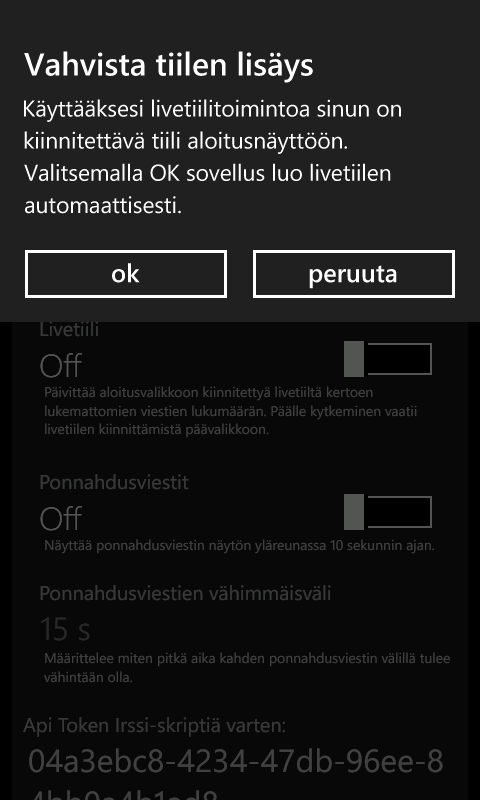 Vahvista tiilen lisäys
Käyttääksesi livetiilitoimintoa sinun on
kiinnitettävä tiili aloitusnäyttöön.
Valitsemalla OK sovellus luo livetiilen
automaattisesti.
ok peruuta
Livetiili
Off
Päivittää aloitusvalikkoon kiinnitettyä livetiiltä kertoen
lukemattomien viestien lukumäärän. Päälle kytkeminen vaatii
livetiilen kiinnittämistä päävalikkoon.
Ponnahdusviestit
Off
Näyttää ponnahdusviestin näytön yläreunassa 10 sekunnin ajan.
Ponnahdusviestien vähimmäisväli
15 s
Määrittelee miten pitkä aika kahden ponnahdusviestin välillä tulee
vähintään olla.
Api Token Irssi-skriptiä varten:
04a3ebc8-4234-47db-96ee-8